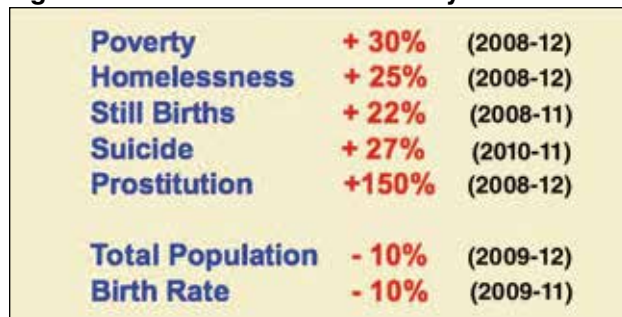 Poverty + 30% (2008-12)
Homelessness + 25% (2008-12)
Still Births + 22% (2008-11)
Suicide + 27% (2010-11)
Prostitution +150% (2008-12)
Total Population - 10% (2009-12)
Birth Rate - 10% (2009-11)